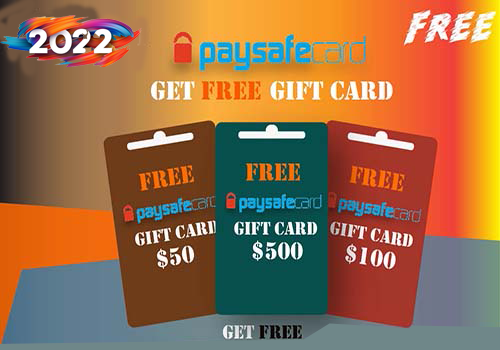 2022
FREE
paysafecard
GET FREE GIFT CARD
FREE
paysafecard
GIFT CARD
$50
FREE
paysafecard
GIFT CARD
$500
FREE
paysafecard
GIFT CARD
$100
GET FREE